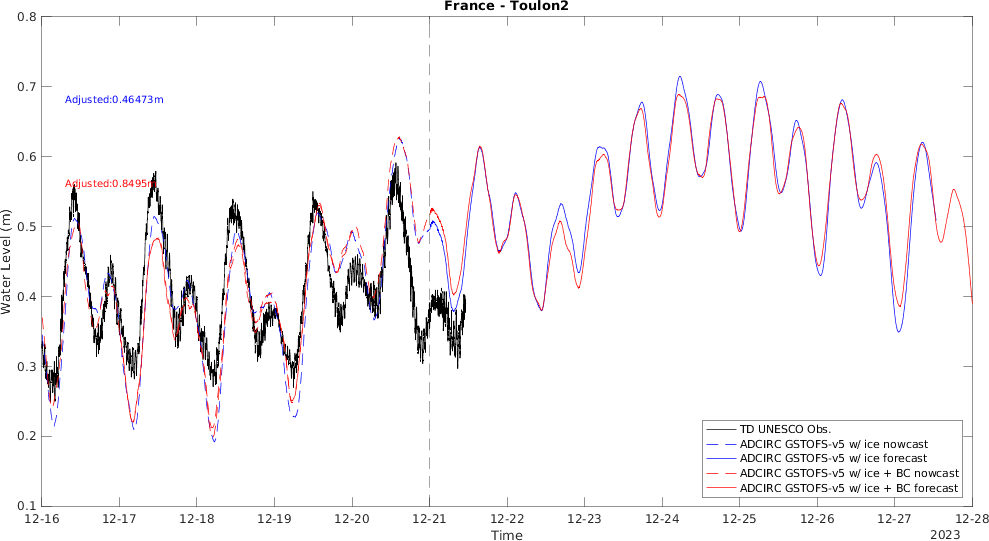 France - Toulon2
0.8
0.7
0.6
0.5
0.4
0.3
0.2
0.1
Water Level (m)
Adjusted:0.46473m
Adjusted:0.8495m
TD UNESCO Obs.
ADCIRC GSTOFS-v5 w/ ice nowcast
ADCIRC GSTOFS-v5 w/ ice forecast
ADCIRC GSTOFS-v5 w/ ice + BC nowcast
ADCIRC GSTOFS-v5 w/ ice + BC forecast
12-16 12-17 12-18 12-19 12-20 12-21 12-22 12-23 12-24 12-25 12-26 12-27 12-28
Time
2023